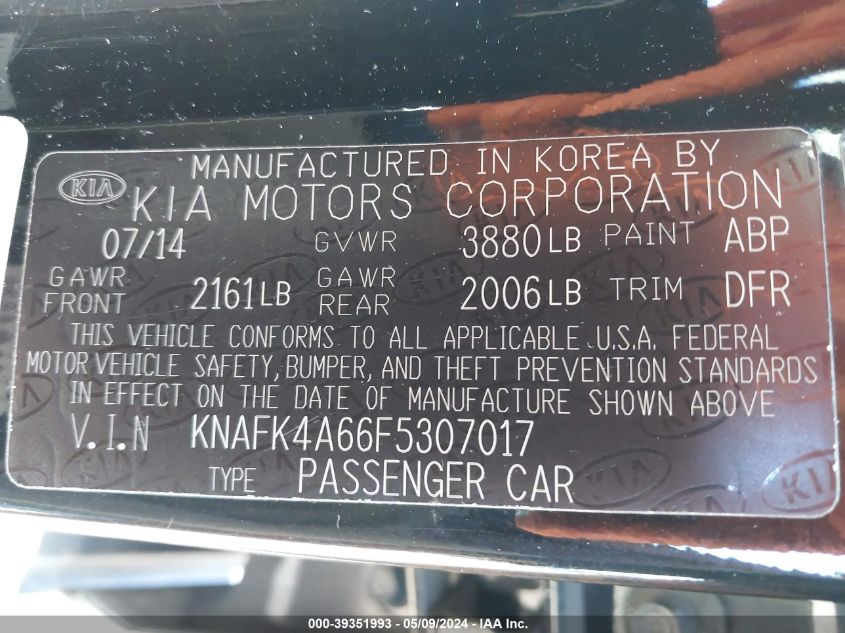 MANUFACTURED IN KOREA BY
KIA KIA MOTORS CORPORATION
07/14 GVWR 3880LB PAINT ABP
GAWR FRONT 2161LB GAWR REAR 2006LB TRIM DFR
THIS VEHICLE CONFORMS TO ALL APPLICABLE U.S.A. FEDERAL
MOTOR VEHICLE SAFETY, BUMPER, AND THEFT PREVENTION STANDARDS
IN EFFECT ON THE DATE OF MANUFACTURE SHOWN ABOVE
V.I.N KNAFK4A66F5307017
TYPE PASSENGER CAR
000-39351993 - 05/09/2024 - IAA Inc.